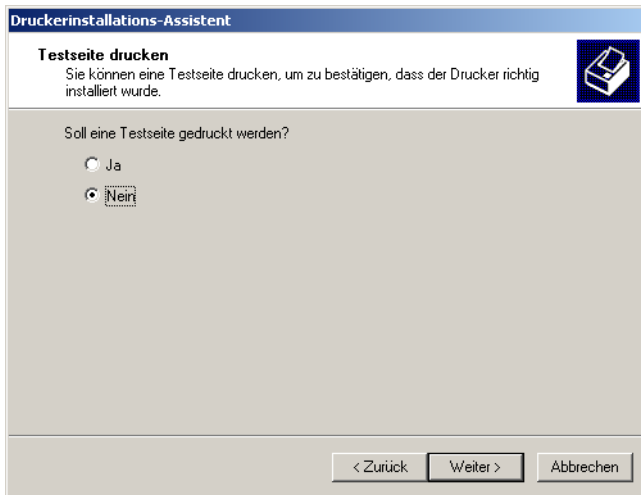 Druckerinstallations-Assistent
Testseite drucken
Sie können eine Testseite drucken, um zu bestätigen, dass der Drucker richtig
installiert wurde.
Soll eine Testseite gedruckt werden?
Ja
Nein
< Zurück
Weiter >
Abbrechen